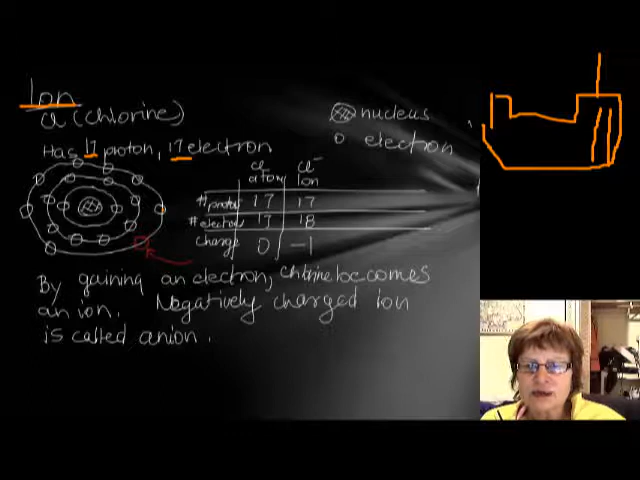 Ion
Cl (Chlorine)
Has 17 proton, 17 electron
nucleus
electron
Cl atom
Cl⁻ ion
# proton 17 17
# electron 17 18
charge 0 -1
By gaining an electron, chlorine becomes
an ion. Negatively charged ion
is called anion.